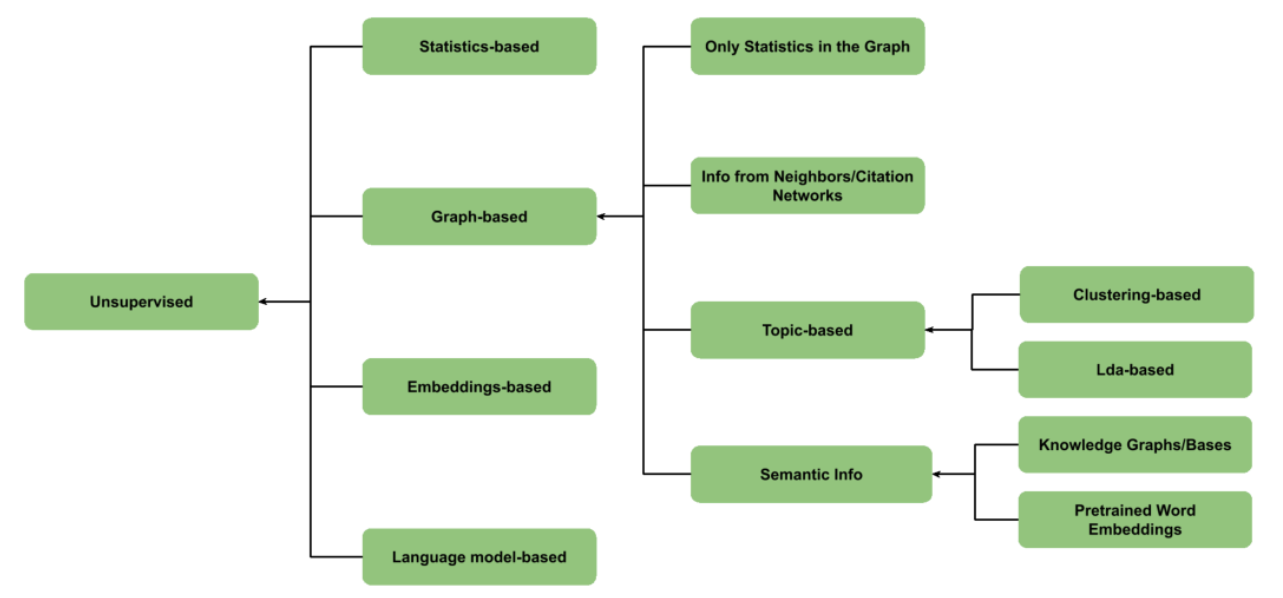 Statistics-based
Only Statistics in the Graph
Info from Neighbors/Citation
Networks
Graph-based
Clustering-based
Unsupervised
Topic-based
Lda-based
Embeddings-based
Knowledge Graphs/Bases
Semantic Info
Pretrained Word
Embeddings
Language model-based